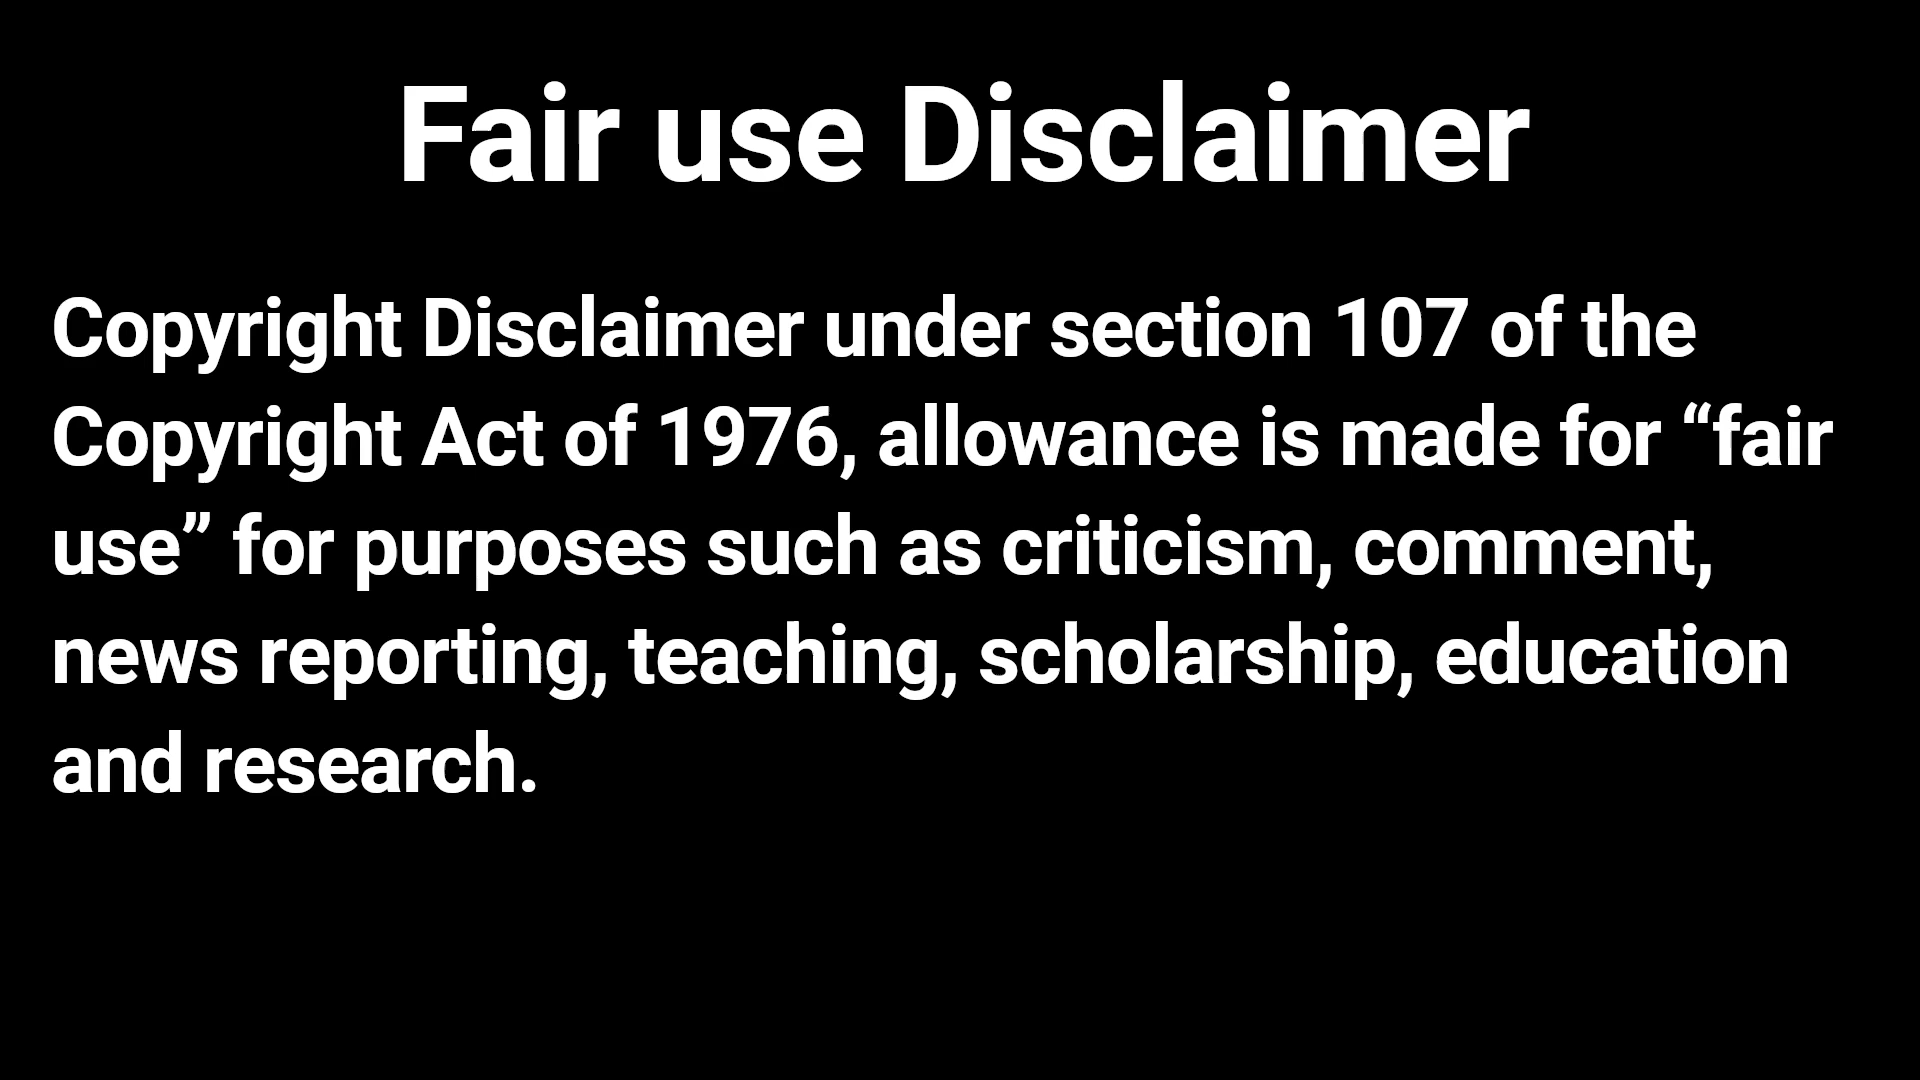 Fair use Disclaimer
Copyright Disclaimer under section 107 of the
Copyright Act of 1976, allowance is made for “fair
use” for purposes such as criticism, comment,
news reporting, teaching, scholarship, education
and research.